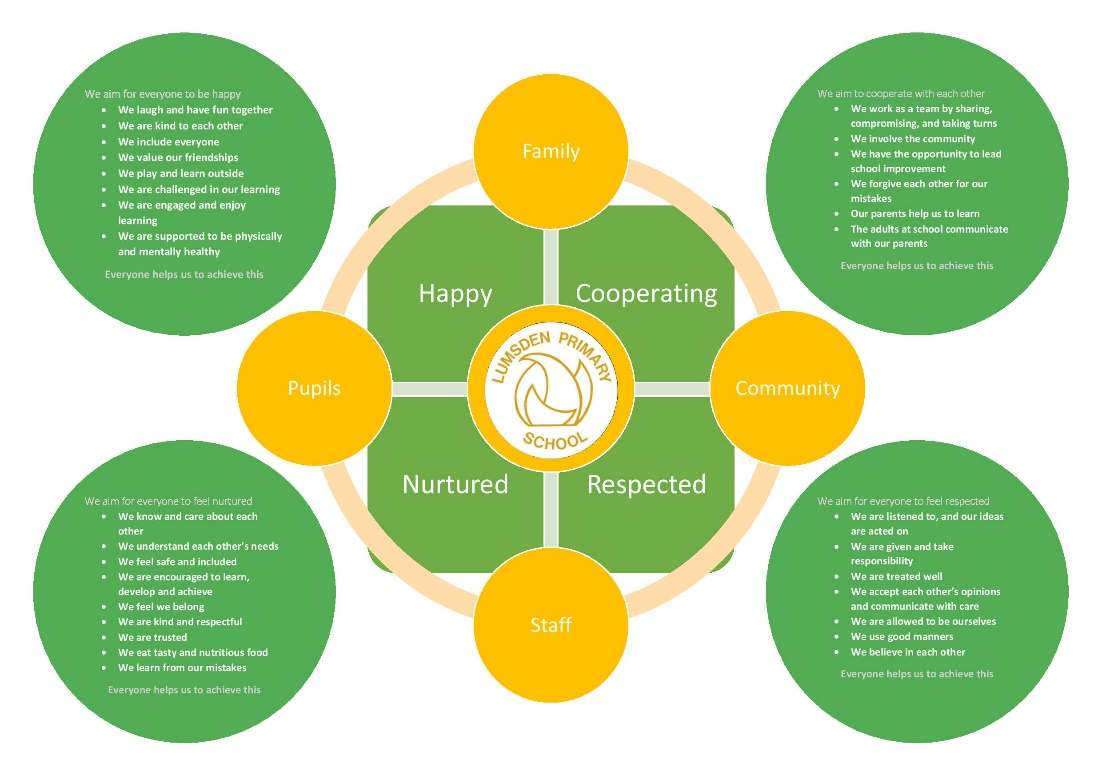 We aim for everyone to be happy
• We laugh and have fun together
• We are kind to each other
• We include everyone
• We value our friendships
• We play and learn outside
• We are challenged in our learning
• We are engaged and enjoy
learning
• We are supported to be physically
and mentally healthy
Everyone helps us to achieve this
Family
We aim to cooperate with each other
• We work as a team by sharing,
compromising, and taking turns
• We involve the community
• We have the opportunity to lead
school improvement
• We forgive each other for our
mistakes
• Our parents help us to learn
• The adults at school communicate
with our parents
Everyone helps us to achieve this
Happy
Cooperating
Pupils
LUMSDEN PRIMARY
SCHOOL
Community
Nurtured
Respected
We aim for everyone to feel nurtured
• We know and care about each
other
• We understand each other's needs
• We feel safe and included
• We are encouraged to learn,
develop and achieve
• We feel we belong
• We are kind and respectful
• We are trusted
• We eat tasty and nutritious food
• We learn from our mistakes
Everyone helps us to achieve this
Staff
We aim for everyone to feel respected
• We are listened to, and our ideas
are acted on
• We are given and take
responsibility
• We are treated well
• We accept each other's opinions
and communicate with care
• We are allowed to be ourselves
• We use good manners
• We believe in each other
Everyone helps us to achieve this